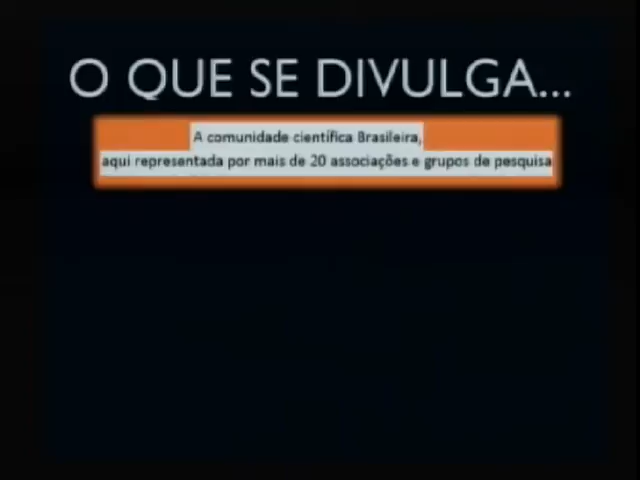 O QUE SE DIVULGA...
A comunidade científica Brasileira,
aqui representada por mais de 20 associações e grupos de pesquisa